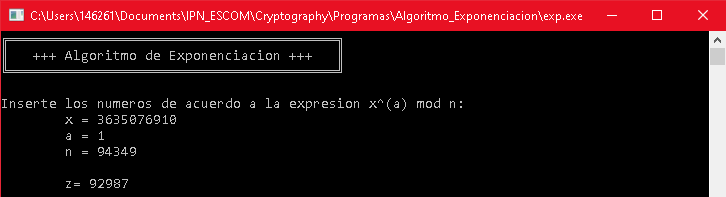 C:\Users\146261\Documents\IPN_ESCOM\Cryptography\Programas\Algoritmo_Exponenciacion\exp.exe
+++ Algoritmo de Exponenciacion +++
Inserte los numeros de acuerdo a la expresion x^(a) mod n:
x = 3635076910
a = 1
n = 94349
z= 92987